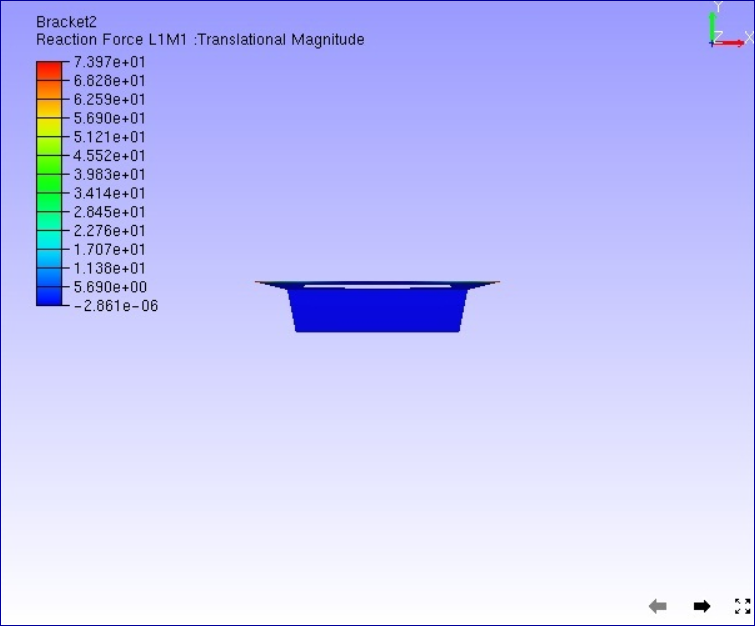 Bracket2
Reaction Force L1M1 :Translational Magnitude
7.397e+01
6.828e+01
6.259e+01
5.690e+01
5.121e+01
4.552e+01
3.983e+01
3.414e+01
2.845e+01
2.276e+01
1.707e+01
1.138e+01
5.690e+00
-2.861e-06
Y
Z X